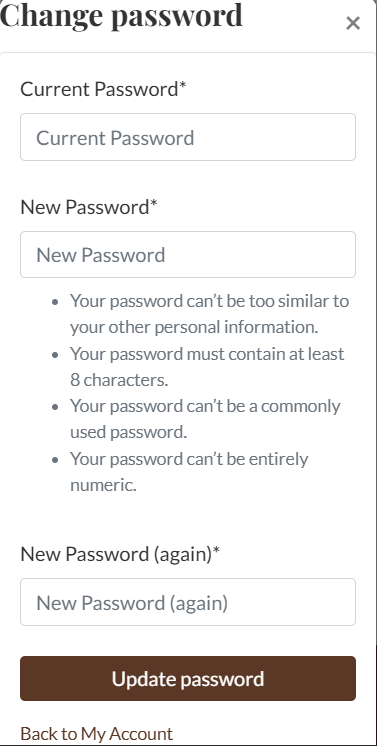 Change password
×
Current Password*
Current Password
New Password*
New Password
• Your password can’t be too similar to
your other personal information.
• Your password must contain at least
8 characters.
• Your password can’t be a commonly
used password.
• Your password can’t be entirely
numeric.
New Password (again)*
New Password (again)
Update password
Back to My Account